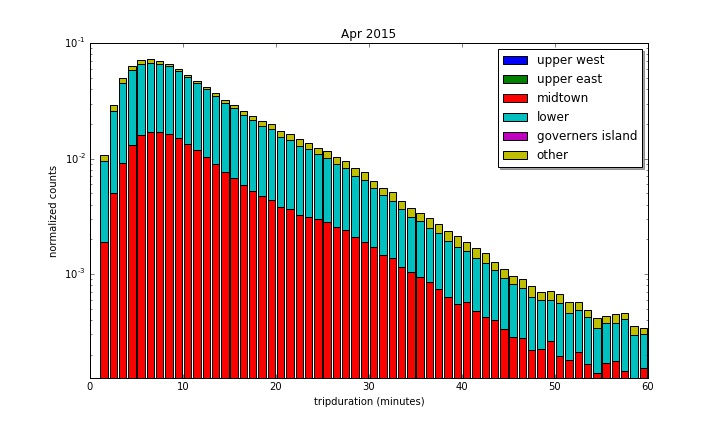 Apr 2015
10^-1
10^-2
10^-3
normalized counts
upper west
upper east
midtown
lower
governers island
other
0 10 20 30 40 50 60
tripduration (minutes)